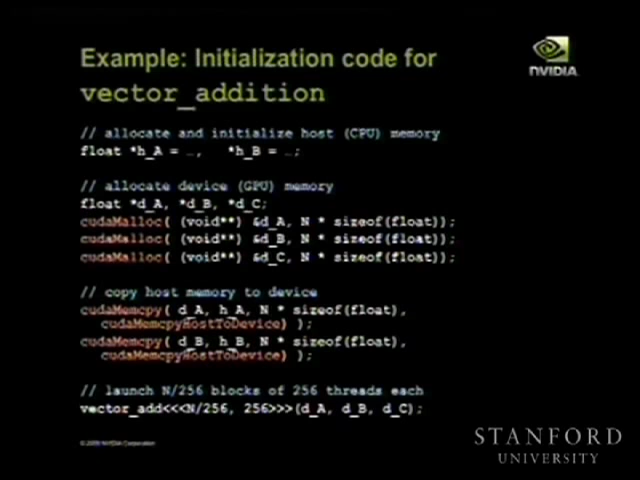 Example: Initialization code for
vector_addition
NVIDIA
// allocate and initialize host (CPU) memory
float *h_A = …, *h_B = …;
// allocate device (GPU) memory
float *d_A, *d_B, *d_C;
cudaMalloc( (void**) &d_A, N * sizeof(float));
cudaMalloc( (void**) &d_B, N * sizeof(float));
cudaMalloc( (void**) &d_C, N * sizeof(float));
// copy host memory to device
cudaMemcpy( d_A, h_A, N * sizeof(float),
cudaMemcpyHostToDevice) );
cudaMemcpy( d_B, h_B, N * sizeof(float),
cudaMemcpyHostToDevice) );
// launch N/256 blocks of 256 threads each
vector_add<<<N/256, 256>>>(d_A, d_B, d_C);
NVIDIA Corporation
STANFORD
UNIVERSITY